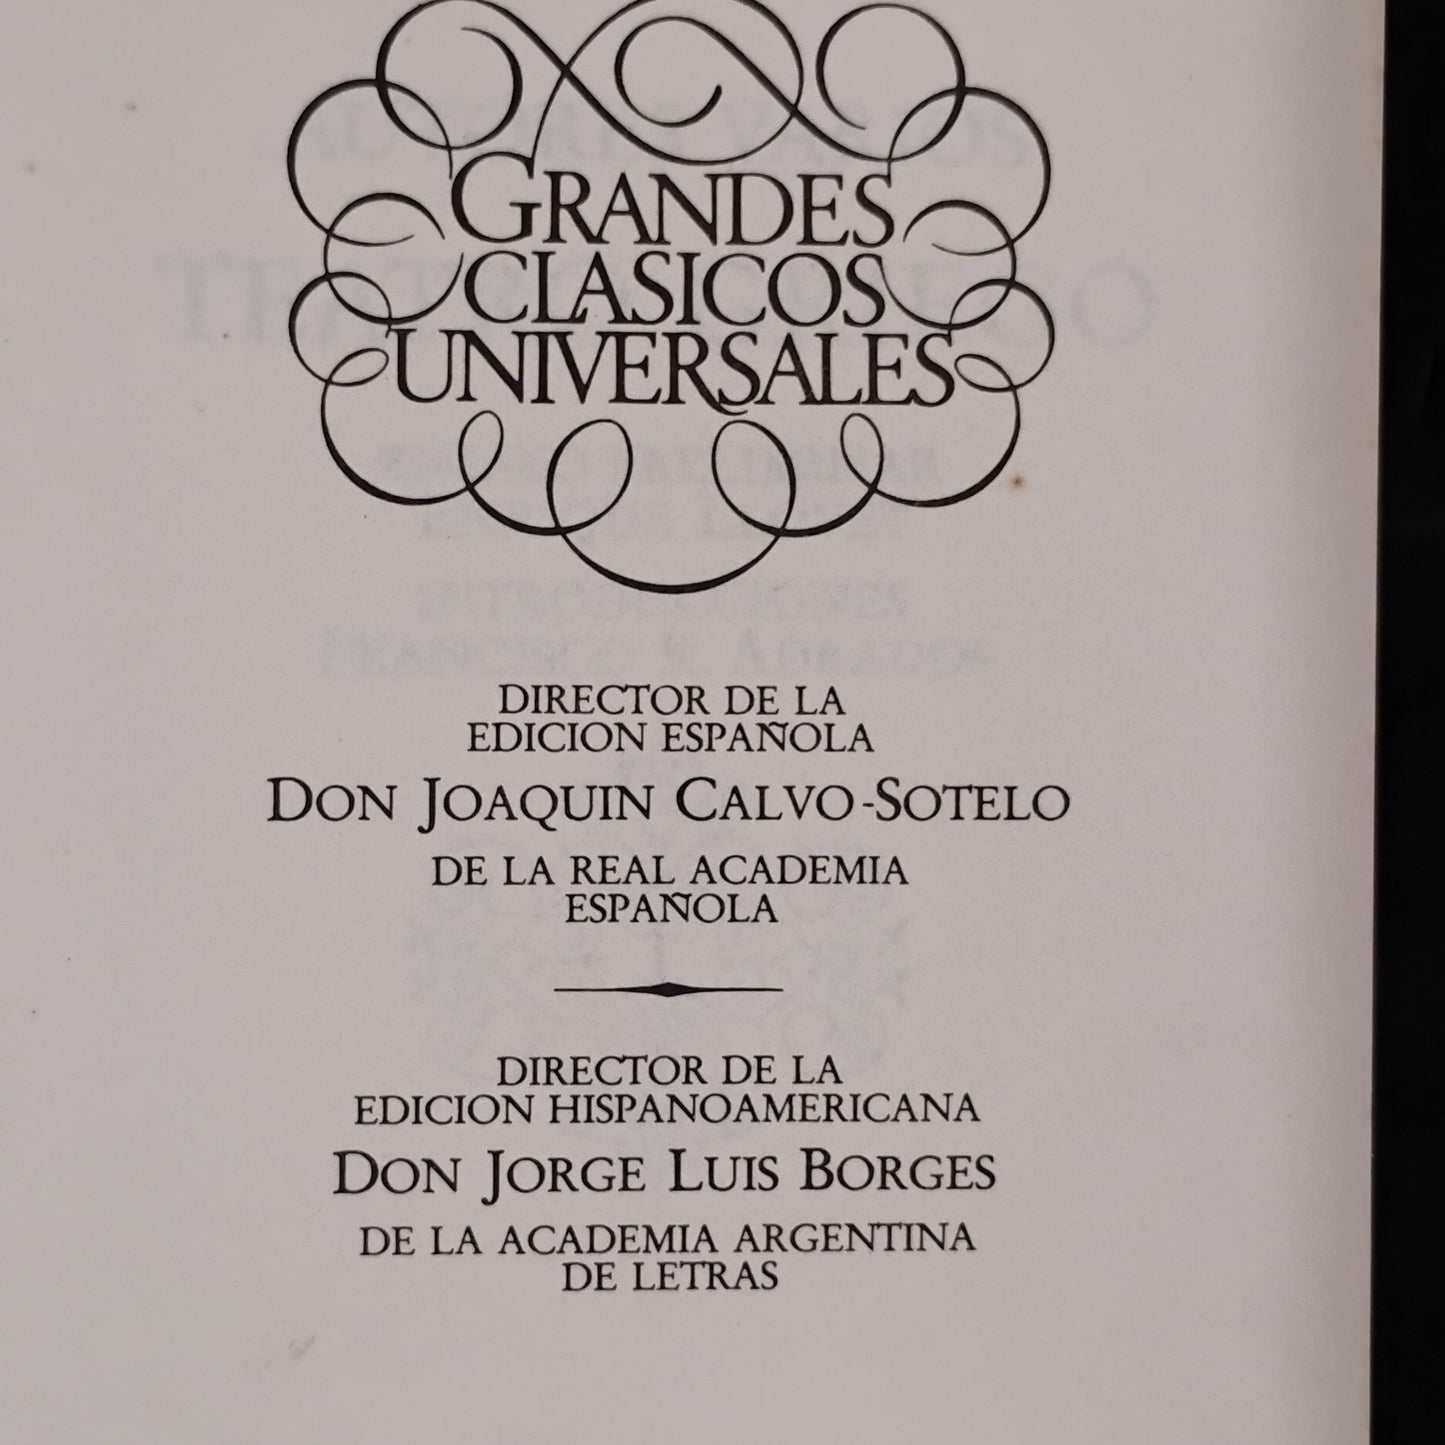 GRANDES
CLASICOS
UNIVERSALES
DIRECTOR DE LA
EDICION ESPAÑOLA
DON JOAQUIN CALVO-SOTELO
DE LA REAL ACADEMIA
ESPAÑOLA
DIRECTOR DE LA
EDICION HISPANOAMERICANA
DON JORGE LUIS BORGES
DE LA ACADEMIA ARGENTINA
DE LETRAS